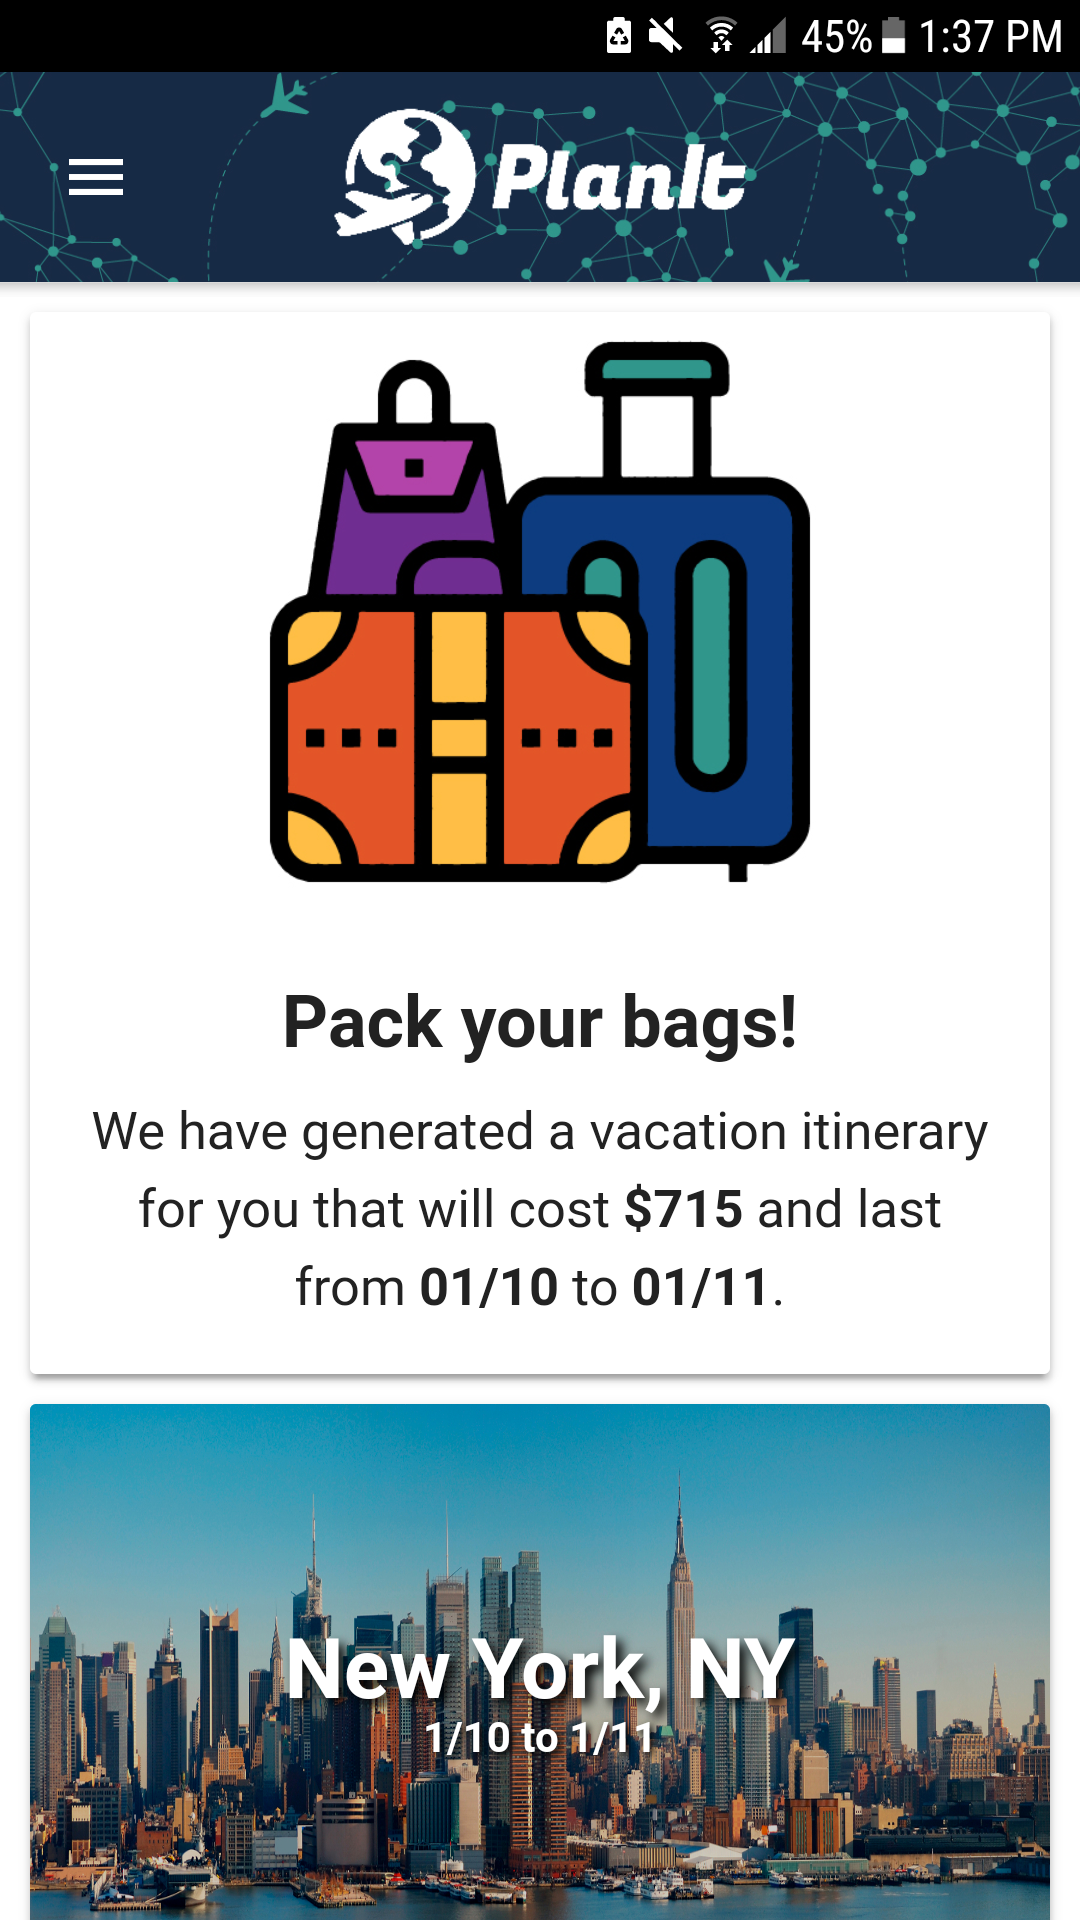 45% 1:37 PM
PlanIt
Pack your bags!
We have generated a vacation itinerary
for you that will cost $715 and last
from 01/10 to 01/11.
New York, NY
1/10 to 1/11